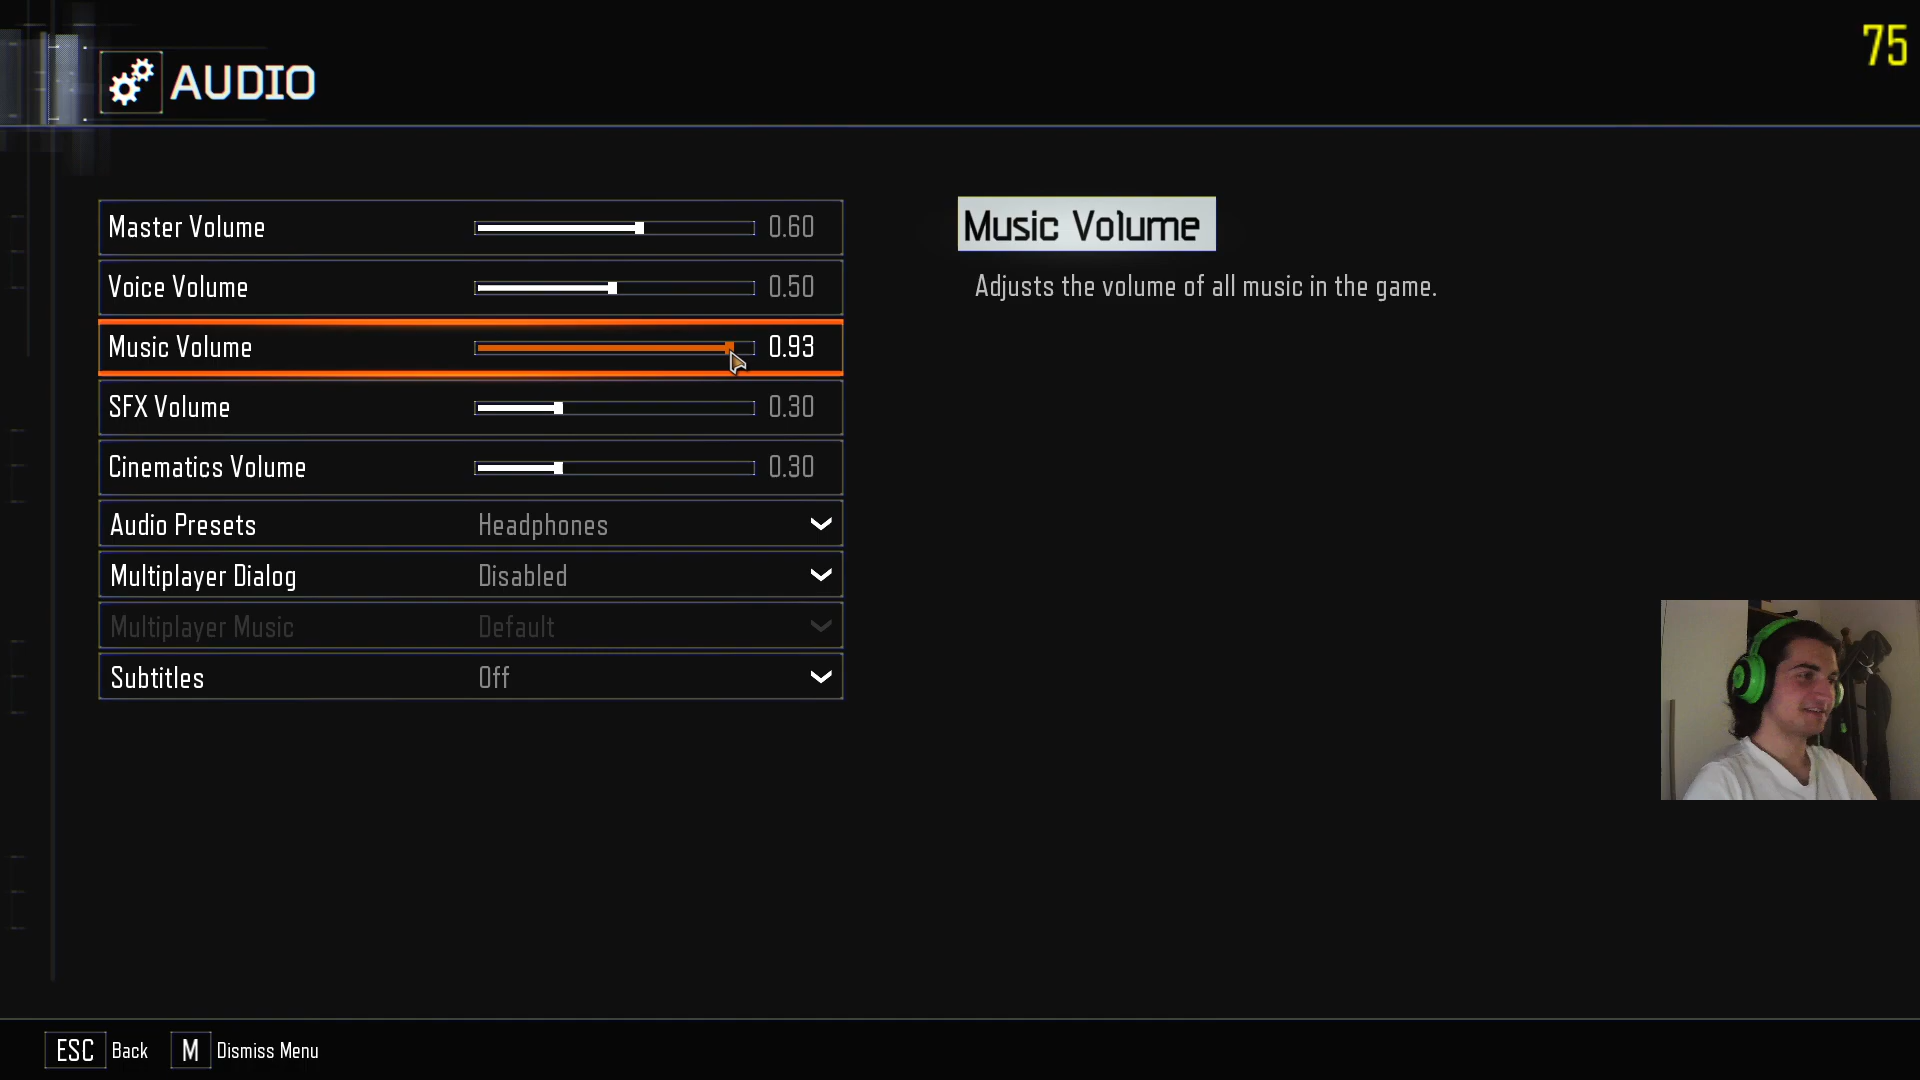 75
AUDIO
Master Volume 0.60
Voice Volume 0.50
Music Volume 0.93
SFX Volume 0.30
Cinematics Volume 0.30
Audio Presets Headphones
Multiplayer Dialog Disabled
Multiplayer Music Default
Subtitles Off
Music Volume
Adjusts the volume of all music in the game.
ESC Back M Dismiss Menu